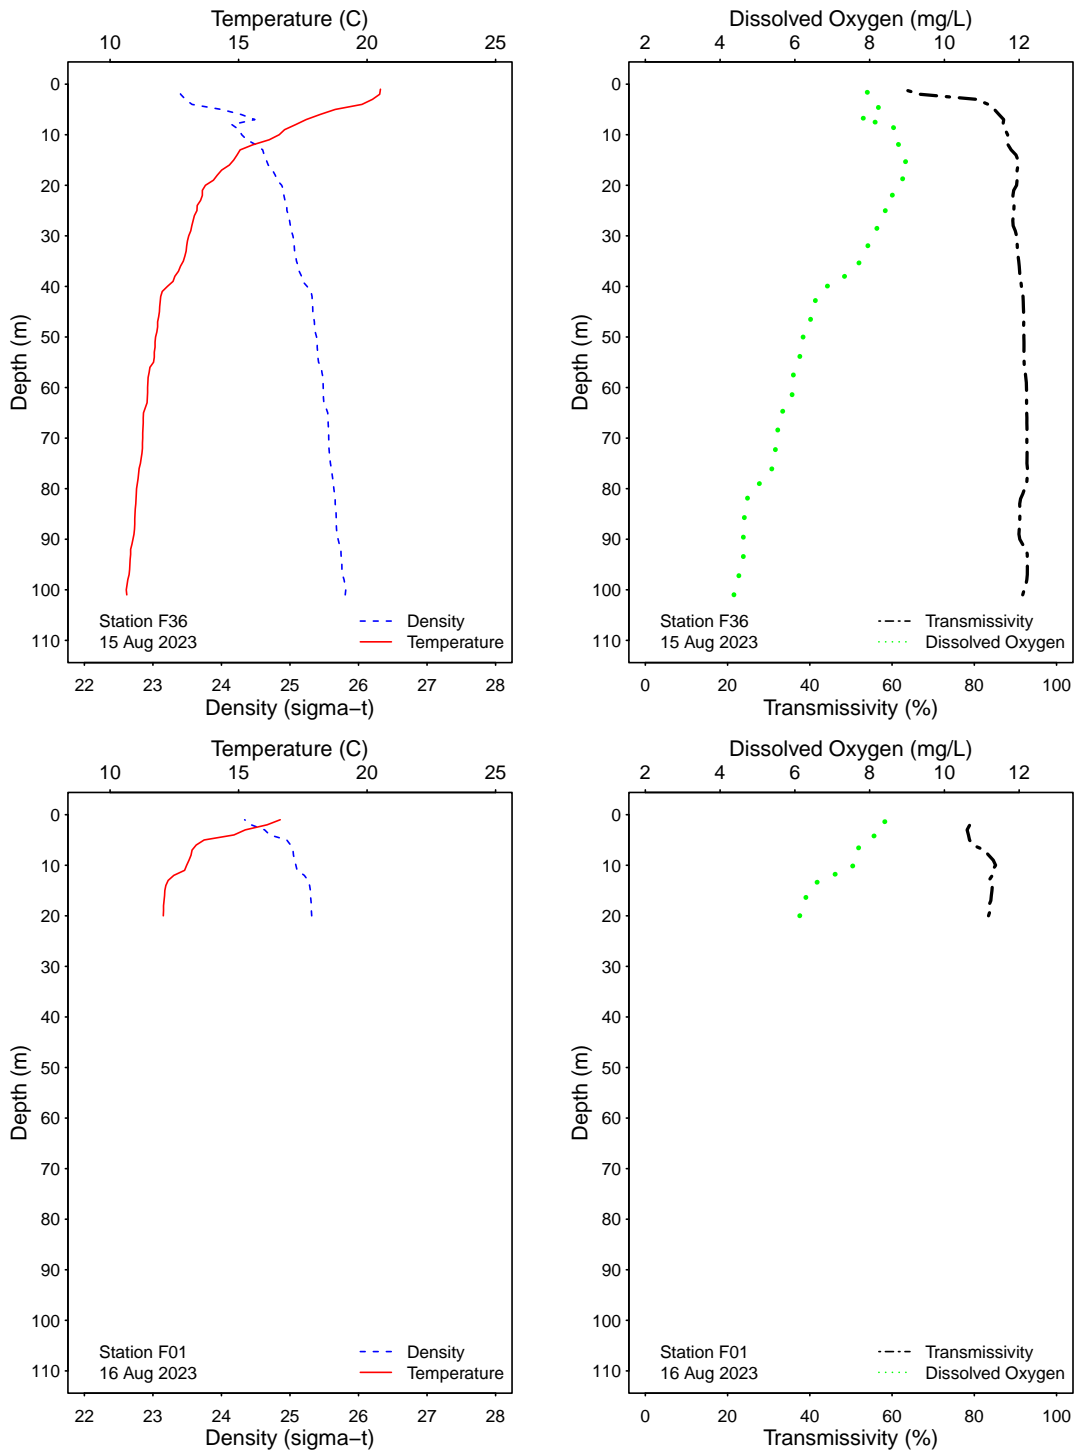 Temperature (C)
10 15 20 25
0
10
20
30
40
50
60
70
80
90
100
110
Depth (m)
Station F36
15 Aug 2023
Density
Temperature
22 23 24 25 26 27 28
Density (sigma−t)
Dissolved Oxygen (mg/L)
2 4 6 8 10 12
0
10
20
30
40
50
60
70
80
90
100
110
Depth (m)
Station F36
15 Aug 2023
Transmissivity
Dissolved Oxygen
0 20 40 60 80 100
Transmissivity (%)
Temperature (C)
10 15 20 25
0
10
20
30
40
50
60
70
80
90
100
110
Depth (m)
Station F01
16 Aug 2023
Density
Temperature
22 23 24 25 26 27 28
Density (sigma−t)
Dissolved Oxygen (mg/L)
2 4 6 8 10 12
0
10
20
30
40
50
60
70
80
90
100
110
Depth (m)
Station F01
16 Aug 2023
Transmissivity
Dissolved Oxygen
0 20 40 60 80 100
Transmissivity (%)